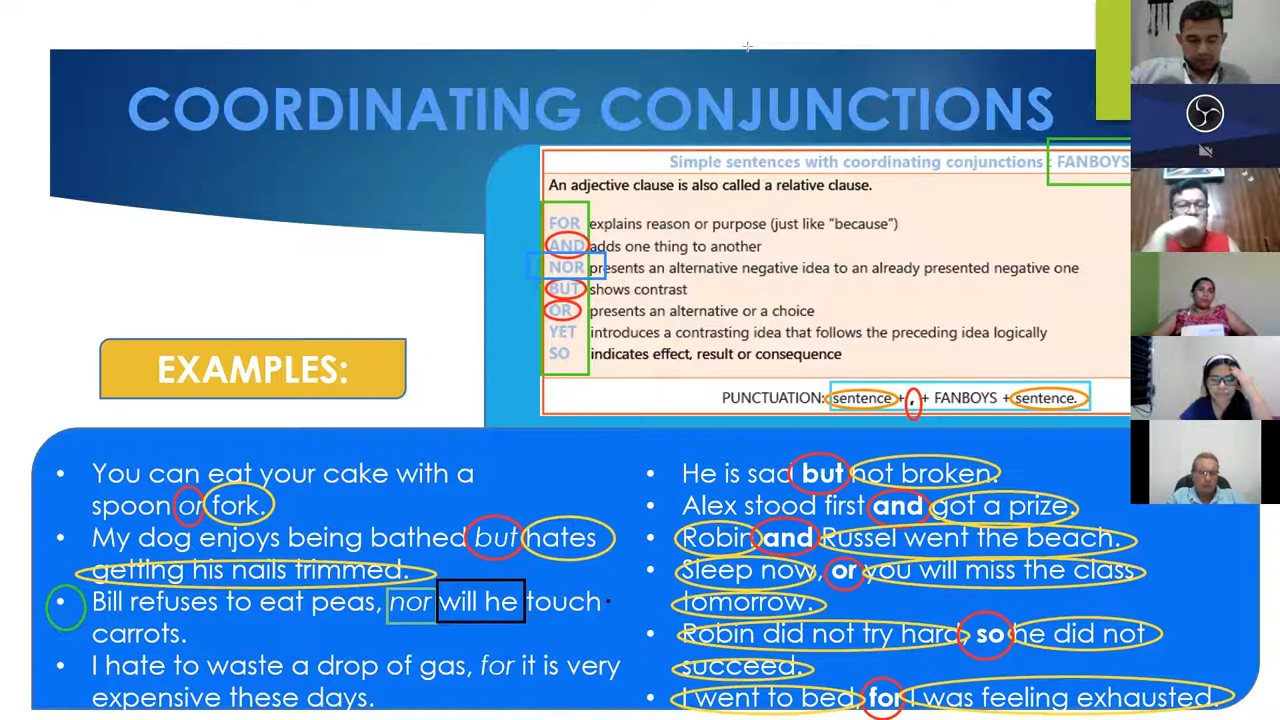 COORDINATING CONJUNCTIONS
Simple sentences with coordinating conjunctions : FANBOYS
An adjective clause is also called a relative clause.
FOR explains reason or purpose (just like “because”)
AND adds one thing to another
NOR presents an alternative negative idea to an already presented negative one
BUT shows contrast
OR presents an alternative or a choice
YET introduces a contrasting idea that follows the preceding idea logically
SO indicates effect, result or consequence
PUNCTUATION: sentence + , + FANBOYS + sentence.
EXAMPLES:
• You can eat your cake with a
spoon or fork.
• My dog enjoys being bathed but hates
getting his nails trimmed.
• Bill refuses to eat peas, nor will he touch
carrots.
• I hate to waste a drop of gas, for it is very
expensive these days.
• He is sad but not broken.
• Alex stood first and got a prize.
• Robin and Russel went the beach.
• Sleep now, or you will miss the class
tomorrow.
• Robin did not try hard, so he did not
succeed.
• I went to bed, for I was feeling exhausted.